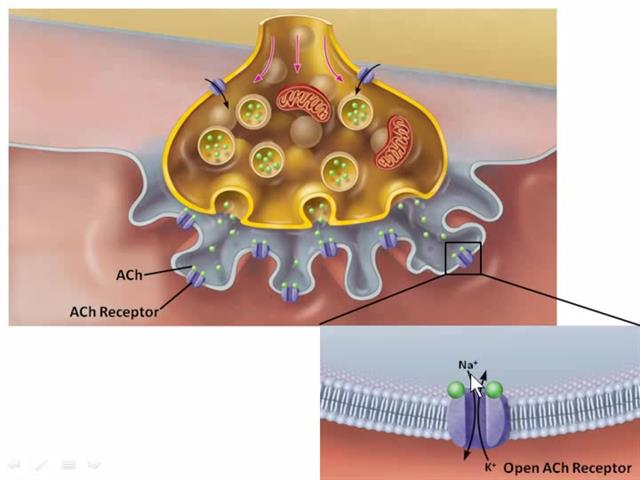 ACh
ACh Receptor
Na⁺
K⁺ Open ACh Receptor